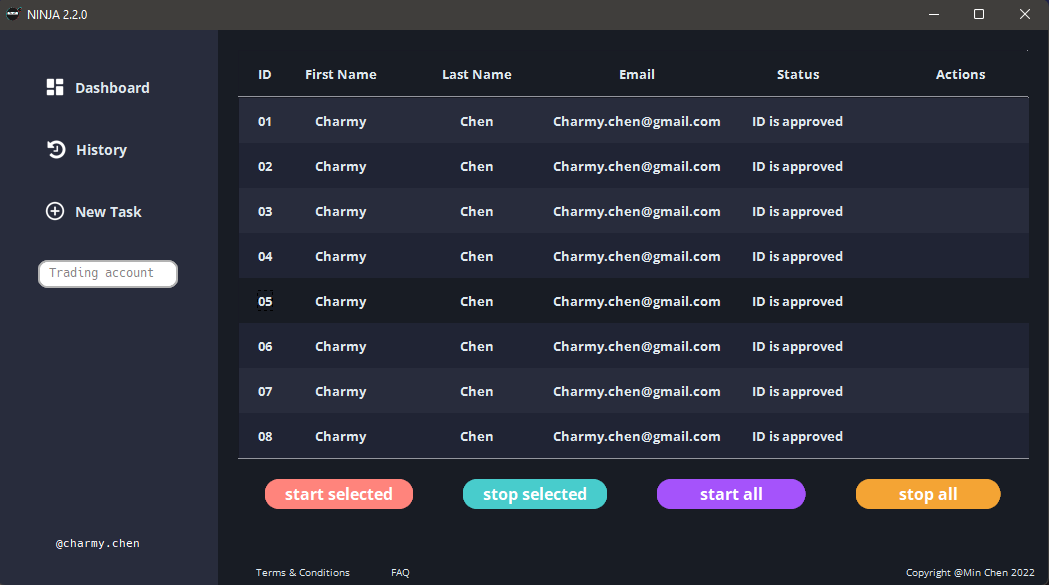 NINJA 2.2.0
Dashboard
History
New Task
Trading account
@charmy.chen
ID First Name Last Name Email Status Actions
01 Charmy Chen Charmy.chen@gmail.com ID is approved
02 Charmy Chen Charmy.chen@gmail.com ID is approved
03 Charmy Chen Charmy.chen@gmail.com ID is approved
04 Charmy Chen Charmy.chen@gmail.com ID is approved
05 Charmy Chen Charmy.chen@gmail.com ID is approved
06 Charmy Chen Charmy.chen@gmail.com ID is approved
07 Charmy Chen Charmy.chen@gmail.com ID is approved
08 Charmy Chen Charmy.chen@gmail.com ID is approved
start selected stop selected start all stop all
Terms & Conditions FAQ Copyright @Min Chen 2022